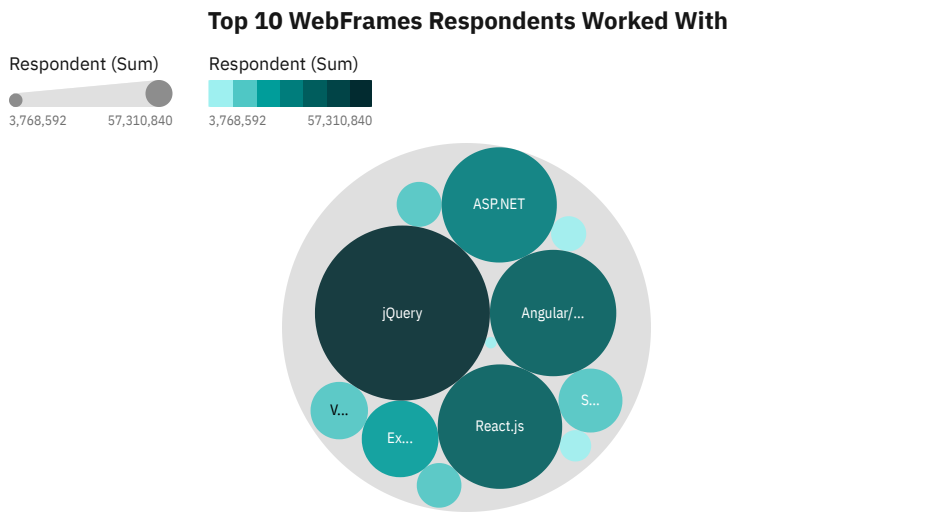 Top 10 WebFrames Respondents Worked With
Respondent (Sum)
3,768,592 57,310,840
Respondent (Sum)
3,768,592 57,310,840
ASP.NET
jQuery
Angular/...
V...
Ex...
React.js
S...